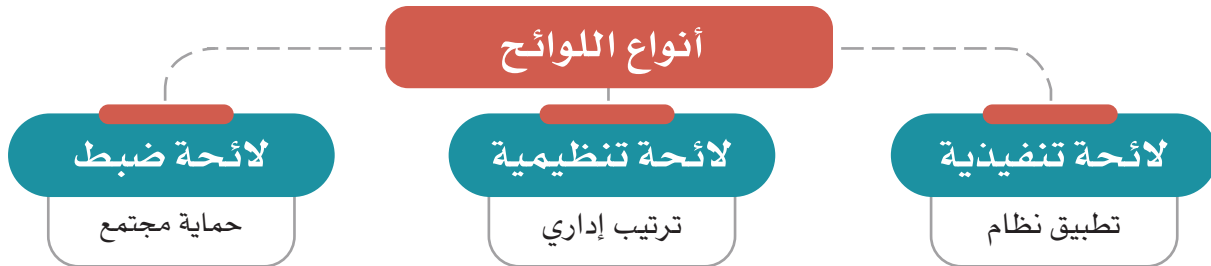 أنواع اللوائح
لائحة تنفيذية
تطبيق نظام
لائحة تنظيمية
ترتيب إداري
لائحة ضبط
حماية مجتمع